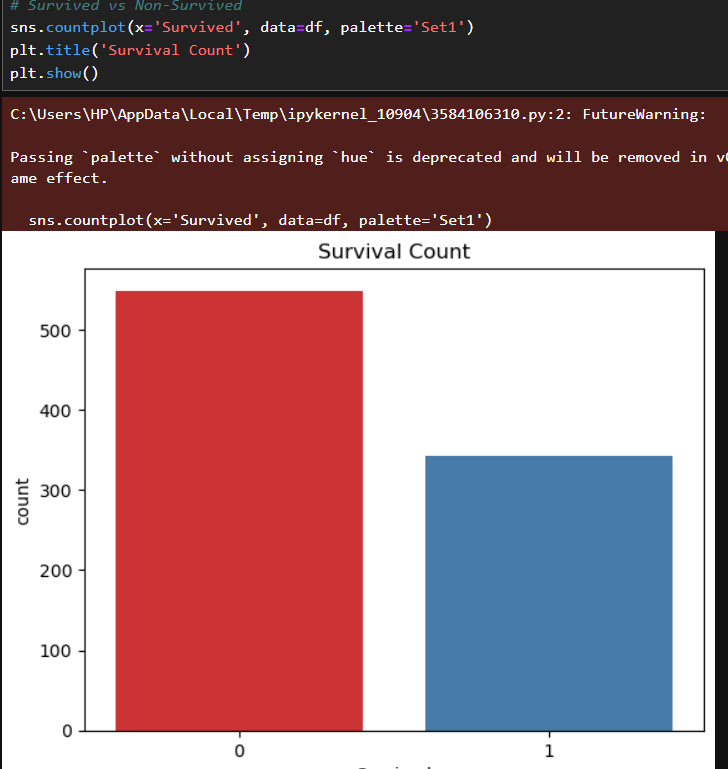 # Survived vs Non-Survived
sns.countplot(x='Survived', data=df, palette='Set1')
plt.title('Survival Count')
plt.show()
C:\Users\HP\AppData\Local\Temp\ipykernel_10904\3584106310.py:2: FutureWarning:
Passing `palette` without assigning `hue` is deprecated and will be removed in
ame effect.
sns.countplot(x='Survived', data=df, palette='Set1')
Survival Count
500
400
300
200
100
0
count
0 1